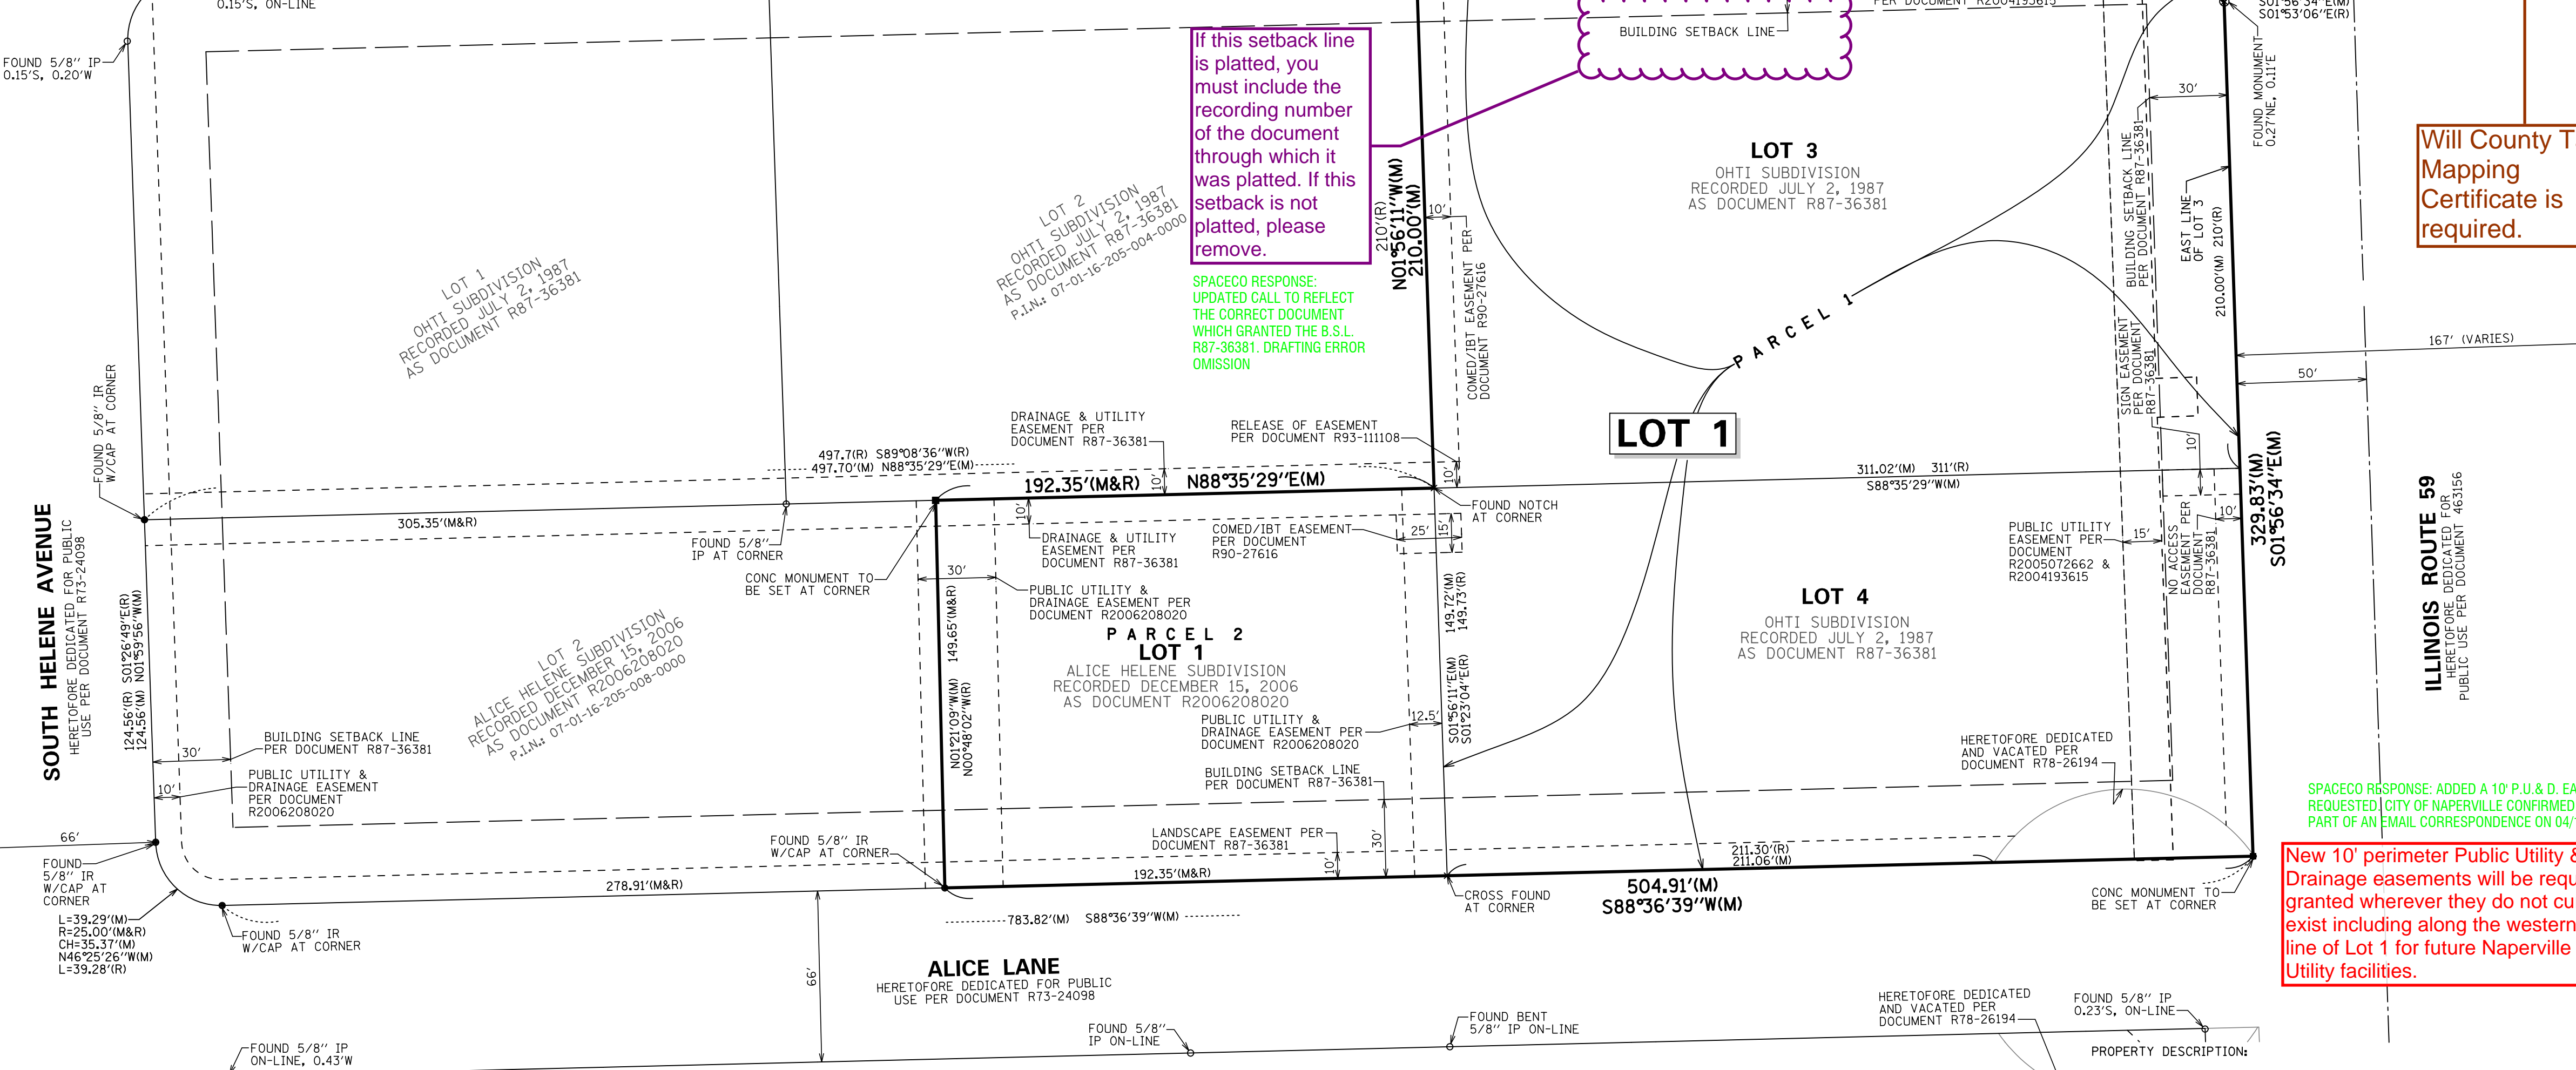 0.15'S, ON-LINE
FOUND 5/8" IP
0.15'S, 0.20'W
If this setback line
is platted, you
must include the
recording number
of the document
through which it
was platted. If this
setback is not
platted, please
remove.
SPACECO RESPONSE:
UPDATED CALL TO REFLECT
THE CORRECT DOCUMENT
WHICH GRANTED THE B.S.L.
R87-36381. DRAFTING ERROR
OMISSION
BUILDING SETBACK LINE
PER DOCUMENT R2004193615
S01°56'34"E(M)
S01°53'06"E(R)
FOUND MONUMENT
0.27'NE, 0.11'E
30'
Will County T
Mapping
Certificate is
required.
LOT 3
OHTI SUBDIVISION
RECORDED JULY 2, 1987
AS DOCUMENT R87-36381
LOT 2
OHTI SUBDIVISION
RECORDED JULY 2, 1987
AS DOCUMENT R87-36381
P.I.N.: 07-01-16-205-004-0000
LOT 1
OHTI SUBDIVISION
RECORDED JULY 2, 1987
AS DOCUMENT R87-36381
210'(R)
N01°56'11"W(M)
210.00'(M)
10'
COMED/IBT EASEMENT PER
DOCUMENT R90-27616
BUILDING SETBACK LINE
PER DOCUMENT R87-36381
EAST LINE
OF LOT 3
210.00'(M) 210'(R)
SIGN EASEMENT
PER DOCUMENT
R87-36381
PARCEL 1
167' (VARIES)
50'
FOUND 5/8" IR
W/CAP AT CORNER
DRAINAGE & UTILITY
EASEMENT PER
DOCUMENT R87-36381
RELEASE OF EASEMENT
PER DOCUMENT R93-111108
LOT 1
10'
497.7(R) S89°08'36"W(R)
497.70'(M) N88°35'29"E(M)
10'
10'
192.35'(M&R) N88°35'29"E(M)
311.02'(M) 311'(R)
S88°35'29"W(M)
329.83'(M)
S01°56'34"E(M)
FOUND NOTCH
AT CORNER
305.35'(M&R)
10'
FOUND 5/8"
IP AT CORNER
DRAINAGE & UTILITY
EASEMENT PER
DOCUMENT R87-36381
COMED/IBT EASEMENT
PER DOCUMENT
R90-27616
25'
15'
PUBLIC UTILITY
EASEMENT PER
DOCUMENT
R2005072662 &
R2004193615
15'
10'
NO ACCESS
EASEMENT PER
DOCUMENT
R87-36381
SOUTH HELENE AVENUE
HERETOFORE DEDICATED FOR PUBLIC
USE PER DOCUMENT R73-24098
124.56'(R) S01°26'49"E(R)
124.56'(M) N01°59'56"W(M)
CONC MONUMENT TO
BE SET AT CORNER
30'
PUBLIC UTILITY &
DRAINAGE EASEMENT PER
DOCUMENT R2006208020
149.65'(M&R)
N01°21'09"W(M)
N00°48'02"W(R)
LOT 2
ALICE HELENE SUBDIVISION
RECORDED DECEMBER 15, 2006
AS DOCUMENT R2006208020
P.I.N.: 07-01-16-205-008-0000
PARCEL 2
LOT 1
ALICE HELENE SUBDIVISION
RECORDED DECEMBER 15, 2006
AS DOCUMENT R2006208020
149.72'(M)
149.73'(R)
S01°56'11"E(M)
S01°23'04"E(R)
LOT 4
OHTI SUBDIVISION
RECORDED JULY 2, 1987
AS DOCUMENT R87-36381
ILLINOIS ROUTE 59
HERETOFORE DEDICATED FOR
PUBLIC USE PER DOCUMENT 463156
PUBLIC UTILITY &
DRAINAGE EASEMENT PER
DOCUMENT R2006208020
12.5'
BUILDING SETBACK LINE
PER DOCUMENT R87-36381
30'
BUILDING SETBACK LINE
PER DOCUMENT R87-36381
10'
PUBLIC UTILITY &
DRAINAGE EASEMENT
PER DOCUMENT
R2006208020
HERETOFORE DEDICATED
AND VACATED PER
DOCUMENT R78-26194
SPACECO RESPONSE: ADDED A 10' P.U.& D. EA
REQUESTED. CITY OF NAPERVILLE CONFIRMED
PART OF AN EMAIL CORRESPONDENCE ON 04/
New 10' perimeter Public Utility &
Drainage easements will be requ
granted wherever they do not cu
exist including along the western
line of Lot 1 for future Naperville
Utility facilities.
66'
FOUND
5/8" IR
W/CAP AT
CORNER
L=39.29'(M)
R=25.00'(M&R)
CH=35.37'(M)
N46°25'26"W(M)
L=39.28'(R)
FOUND 5/8" IR
W/CAP AT CORNER
LANDSCAPE EASEMENT PER
DOCUMENT R87-36381
10'
30'
211.30'(R)
211.06'(M)
278.91'(M&R)
192.35'(M&R)
504.91'(M)
S88°36'39"W(M)
CROSS FOUND
AT CORNER
CONC MONUMENT TO
BE SET AT CORNER
FOUND 5/8" IR
W/CAP AT CORNER
783.82'(M) S88°36'39"W(M)
66'
ALICE LANE
HERETOFORE DEDICATED FOR PUBLIC
USE PER DOCUMENT R73-24098
FOUND 5/8" IP
ON-LINE, 0.43'W
FOUND 5/8"
IP ON-LINE
FOUND BENT
5/8" IP ON-LINE
HERETOFORE DEDICATED
AND VACATED PER
DOCUMENT R78-26194
FOUND 5/8" IP
0.23'S, ON-LINE
PROPERTY DESCRIPTION: